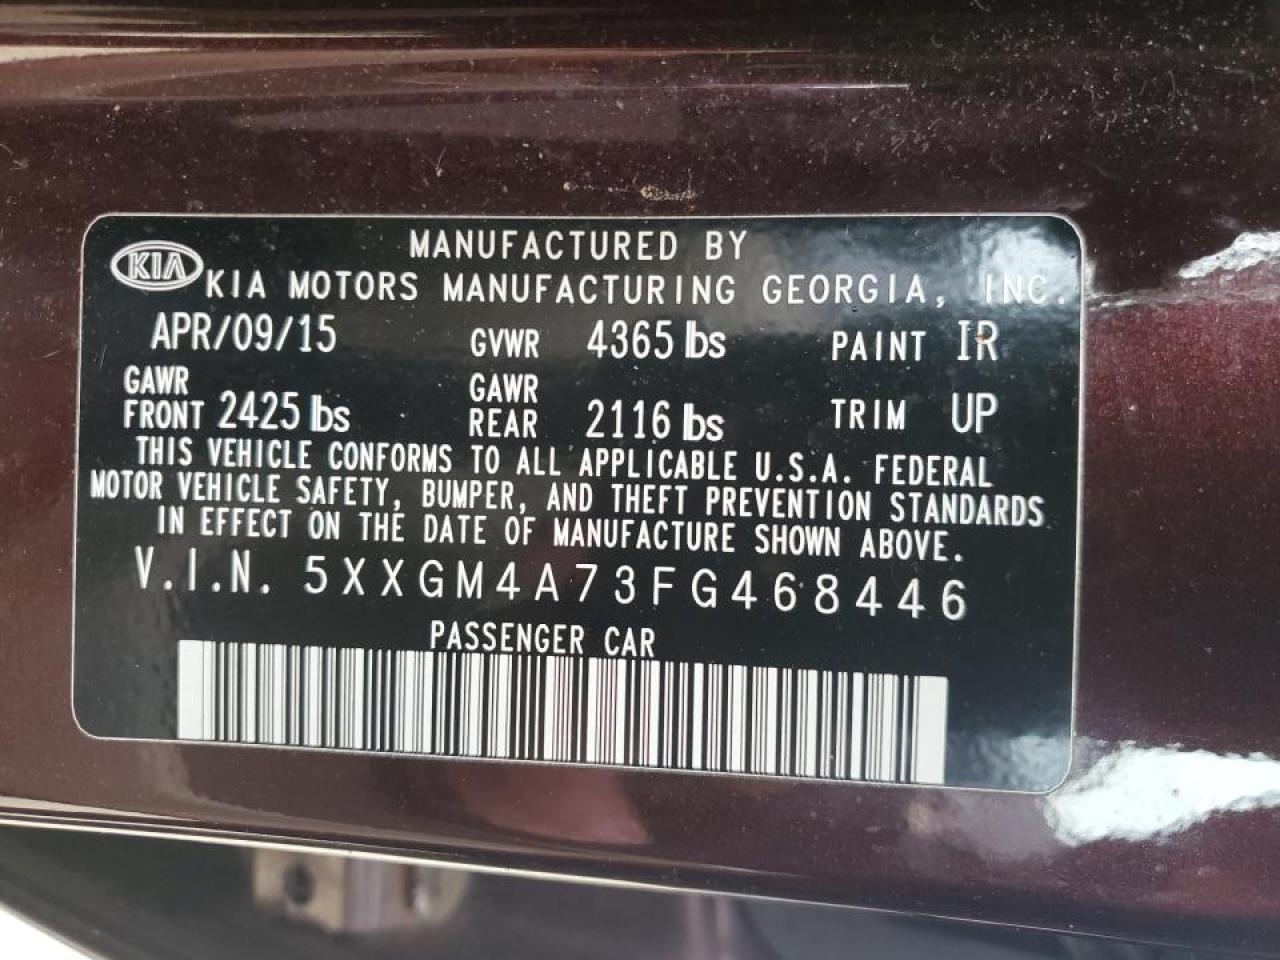 MANUFACTURED BY
KIA
KIA MOTORS MANUFACTURING GEORGIA, INC.
APR/09/15 GVWR 4365 lbs PAINT IR
GAWR FRONT 2425 lbs GAWR REAR 2116 lbs TRIM UP
THIS VEHICLE CONFORMS TO ALL APPLICABLE U.S.A. FEDERAL
MOTOR VEHICLE SAFETY, BUMPER, AND THEFT PREVENTION STANDARDS
IN EFFECT ON THE DATE OF MANUFACTURE SHOWN ABOVE.
V.I.N. 5XXGM4A73FG468446
PASSENGER CAR